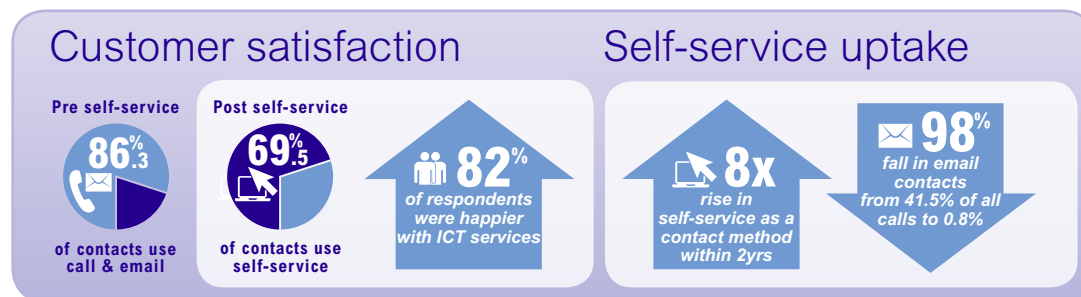 Customer satisfaction
Pre self-service
86.3%
of contacts use
call & email
Post self-service
69.5%
of contacts use
self-service
82%
of respondents
were happier
with ICT services
Self-service uptake
8x
rise in
self-service as a
contact method
within 2yrs
98%
fall in email
contacts
from 41.5% of all
calls to 0.8%